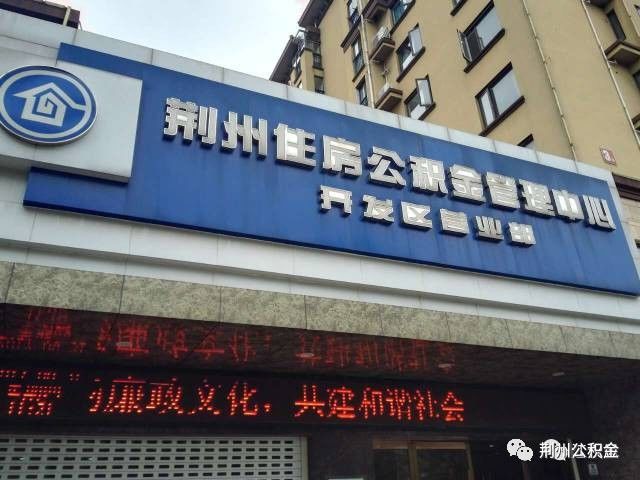 荆州住房公积金管理中心
开发区营业部
廉政文化，共建和谐社会
荆州公积金